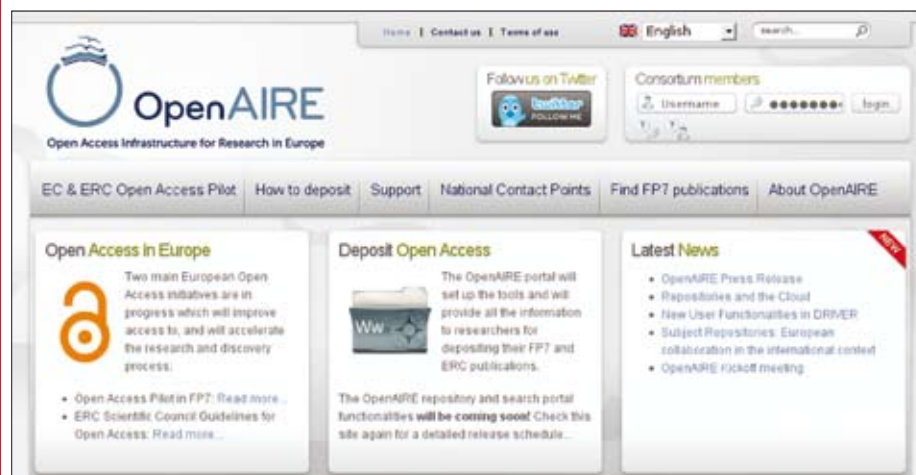 Home | Contact us | Terms of use
English
search...
OpenAIRE
Open Access Infrastructure for Research in Europe
Follow us on Twitter
twitter
FOLLOW ME
Consortium members
Username
login
EC & ERC Open Access Pilot
How to deposit
Support
National Contact Points
Find FP7 publications
About OpenAIRE
Open Access in Europe
Two main European Open
Access initiatives are in
progress which will improve
access to, and will accelerate
the research and discovery
process:
• Open Access Pilot in FP7: Read more...
• ERC Scientific Council Guidelines for
Open Access: Read more...
Deposit Open Access
Ww
The OpenAIRE portal will
set up the tools and will
provide all the information
to researchers for
depositing their FP7 and
ERC publications.
The OpenAIRE repository and search portal
functionalities will be coming soon! Check this
site again for a detailed release schedule...
Latest News
NEW
• OpenAIRE Press Release
• Repositories and the Cloud
• New User Functionalities in DRIVER
• Subject Repositories: European
collaboration in the international context
• OpenAIRE Kickoff meeting